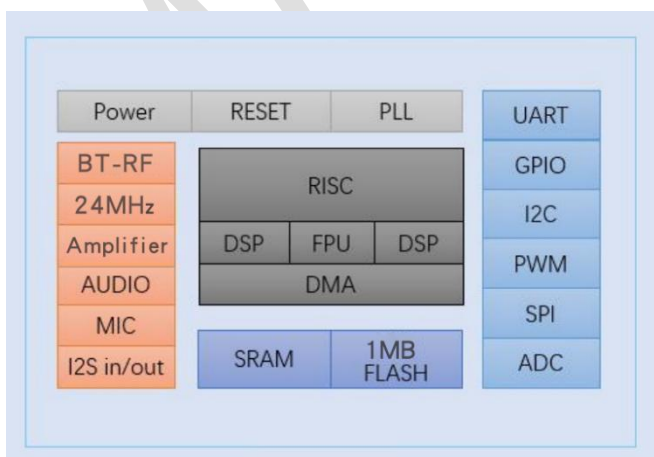 Power RESET PLL
BT-RF
24MHz
Amplifier
AUDIO
MIC
I2S in/out
RISC
DSP FPU DSP
DMA
SRAM
1MB
FLASH
UART
GPIO
I2C
PWM
SPI
ADC